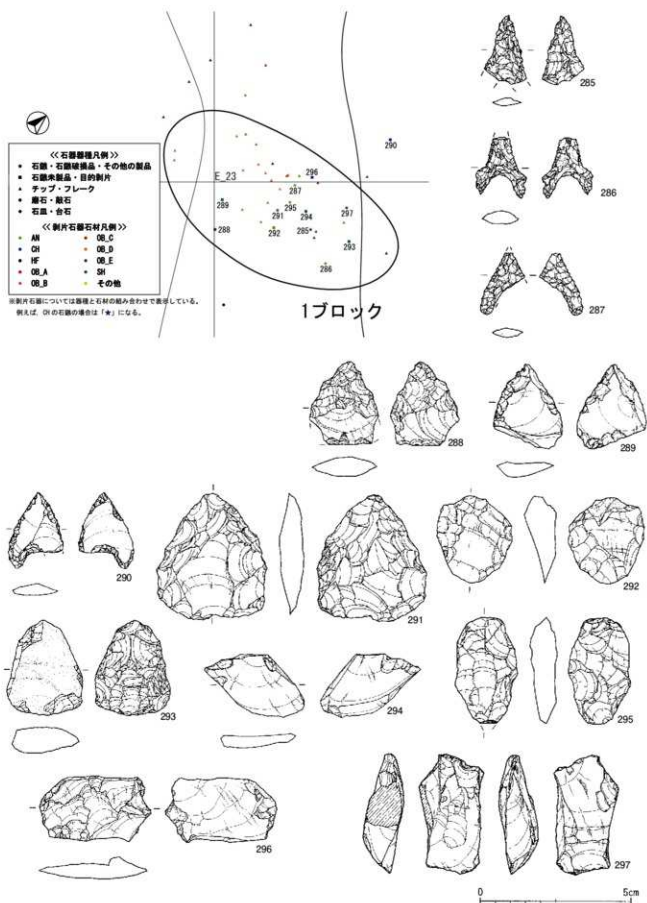 285
290
≪石器器種凡例≫
● 石鏃・石鏃破損品・その他の製品
■ 石鏃未製品・目的剥片
▲ チップ・フレーク
◆ 磨石・敲石
★ 石皿・台石
≪剥片石器石材凡例≫
AN OB_C
CH OB_D
HF OB_E
OB_A SH
OB_B その他
※剥片石器については器種と石材の組み合わせで表示している。
例えば、CHの石鏃の場合は「★」になる。
E_23
296
287
289
295
291
294
297
288
292
285
293
286
1ブロック
286
287
288
289
290
291
292
293
294
295
296
297
0 5cm